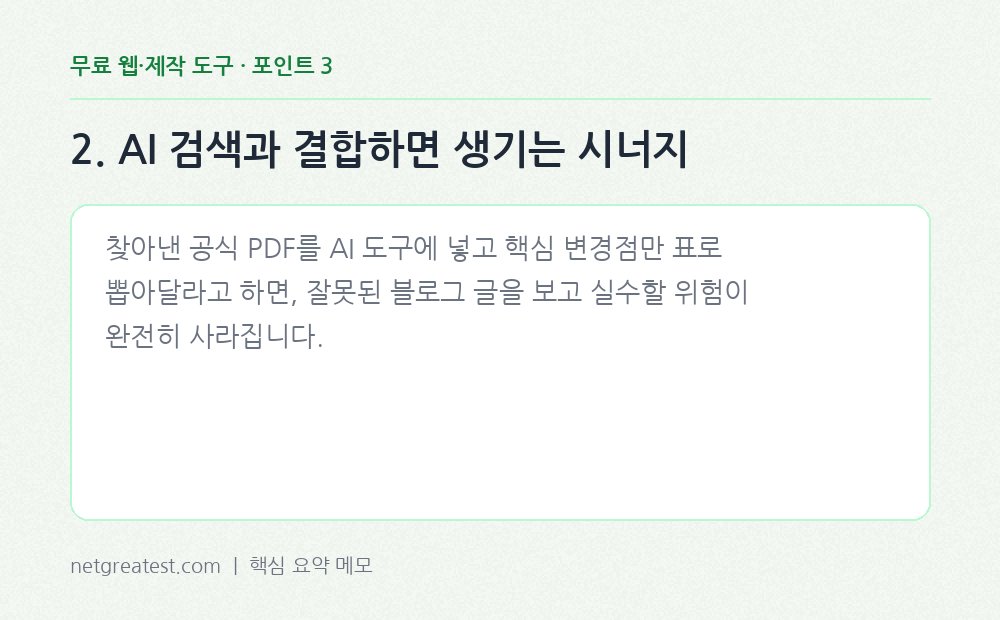 무료 웹·제작 도구 · 포인트 3
2. AI 검색과 결합하면 생기는 시너지
찾아낸 공식 PDF를 AI 도구에 넣고 핵심 변경점만 표로
뽑아달라고 하면, 잘못된 블로그 글을 보고 실수할 위험이
완전히 사라집니다.
netgreatest.com | 핵심 요약 메모